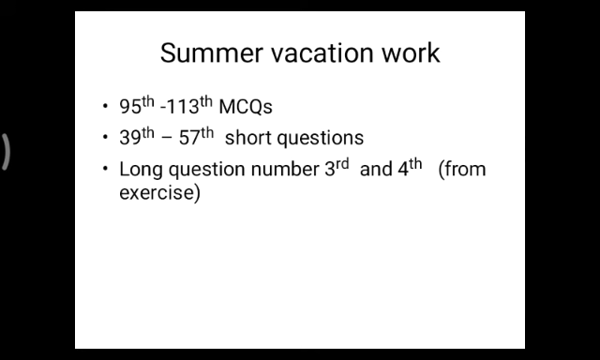 Summer vacation work
• 95th -113th MCQs
• 39th – 57th short questions
• Long question number 3rd and 4th (from
exercise)